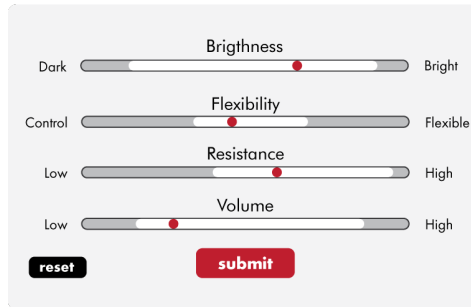 Brigthness
Dark Bright
Flexibility
Control Flexible
Resistance
Low High
Volume
Low High
reset submit